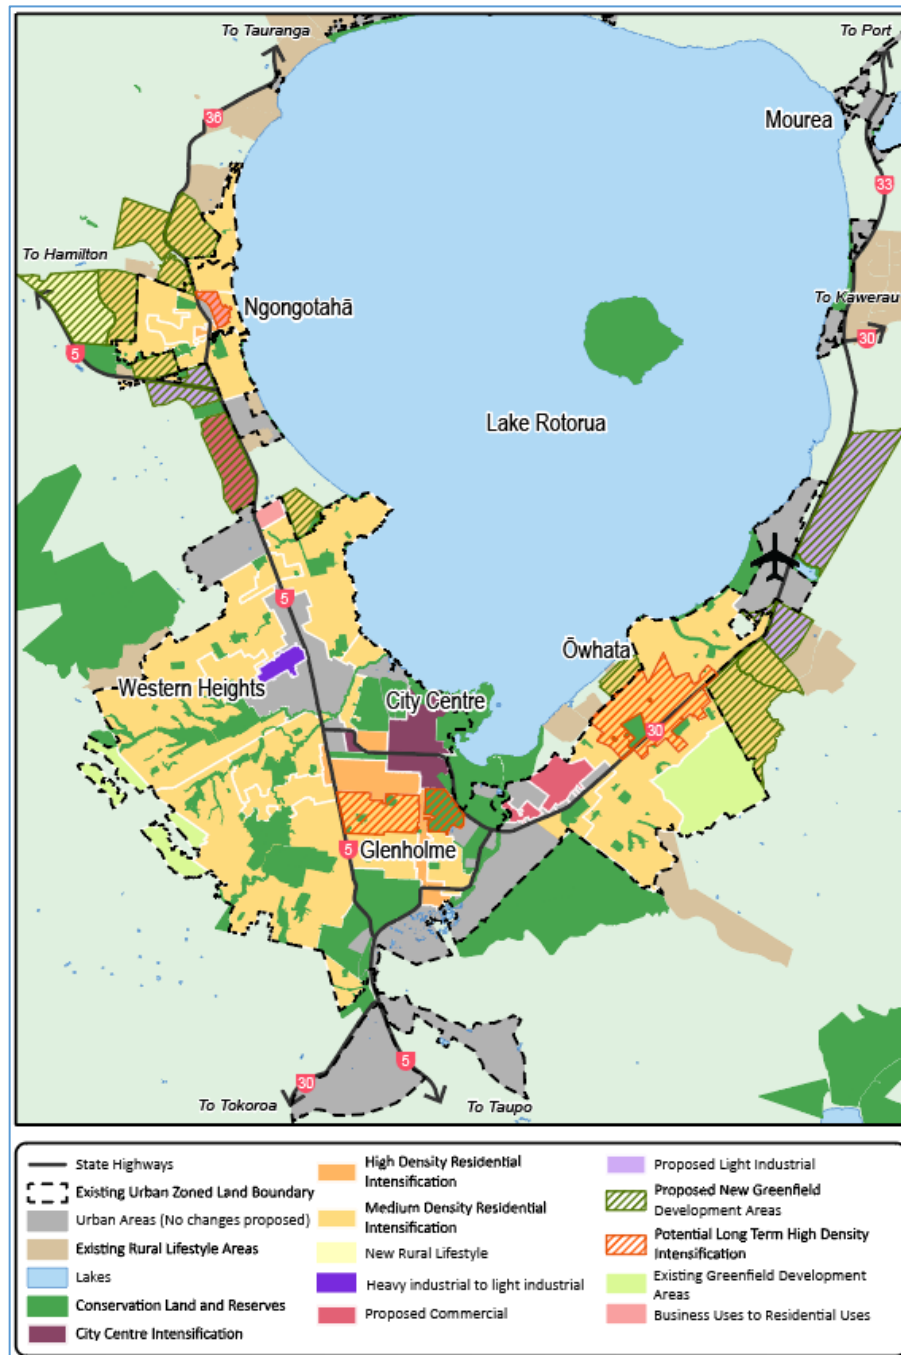 To Tauranga
To Port
36
Mourea
33
To Hamilton
To Kawerau
Ngongotahā
30
5
Lake Rotorua
5
Ōwhata
Western Heights
City Centre
30
5
Glenholme
5
30
To Tokoroa
To Taupo
State Highways
Existing Urban Zoned Land Boundary
Urban Areas (No changes proposed)
Existing Rural Lifestyle Areas
Lakes
Conservation Land and Reserves
City Centre Intensification
High Density Residential
Intensification
Medium Density Residential
Intensification
New Rural Lifestyle
Heavy industrial to light industrial
Proposed Commercial
Proposed Light Industrial
Proposed New Greenfield
Development Areas
Potential Long Term High Density
Intensification
Existing Greenfield Development
Areas
Business Uses to Residential Uses